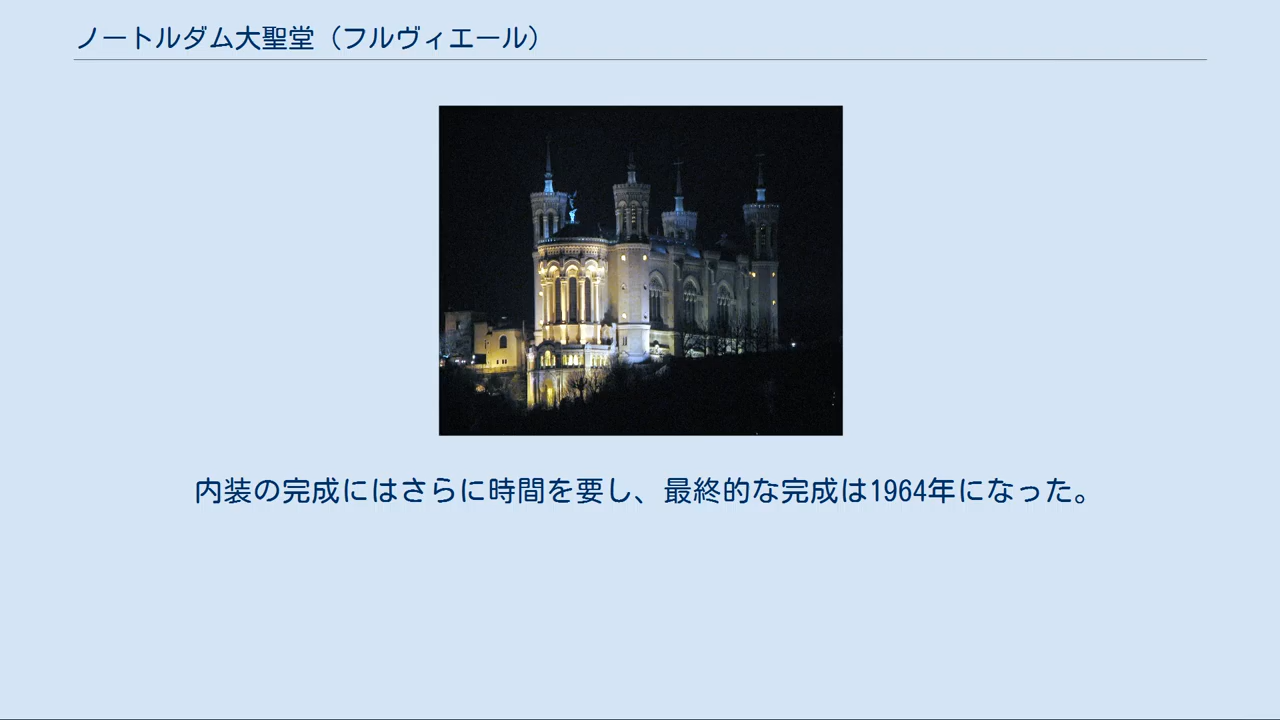 ノートルダム大聖堂（フルヴィエール）
内装の完成にはさらに時間を要し、最終的な完成は1964年になった。